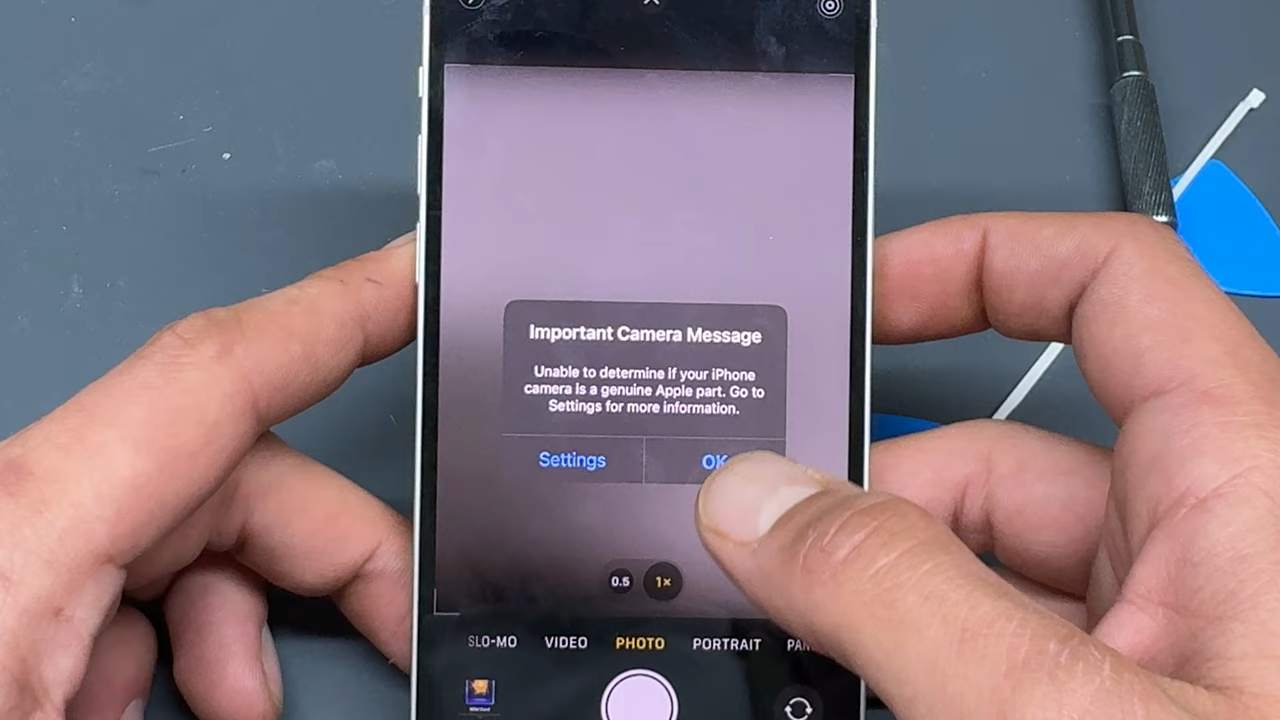 Important Camera Message
Unable to determine if your iPhone
camera is a genuine Apple part. Go to
Settings for more information.
Settings
OK
0.5
1×
SLO-MO
VIDEO
PHOTO
PORTRAIT